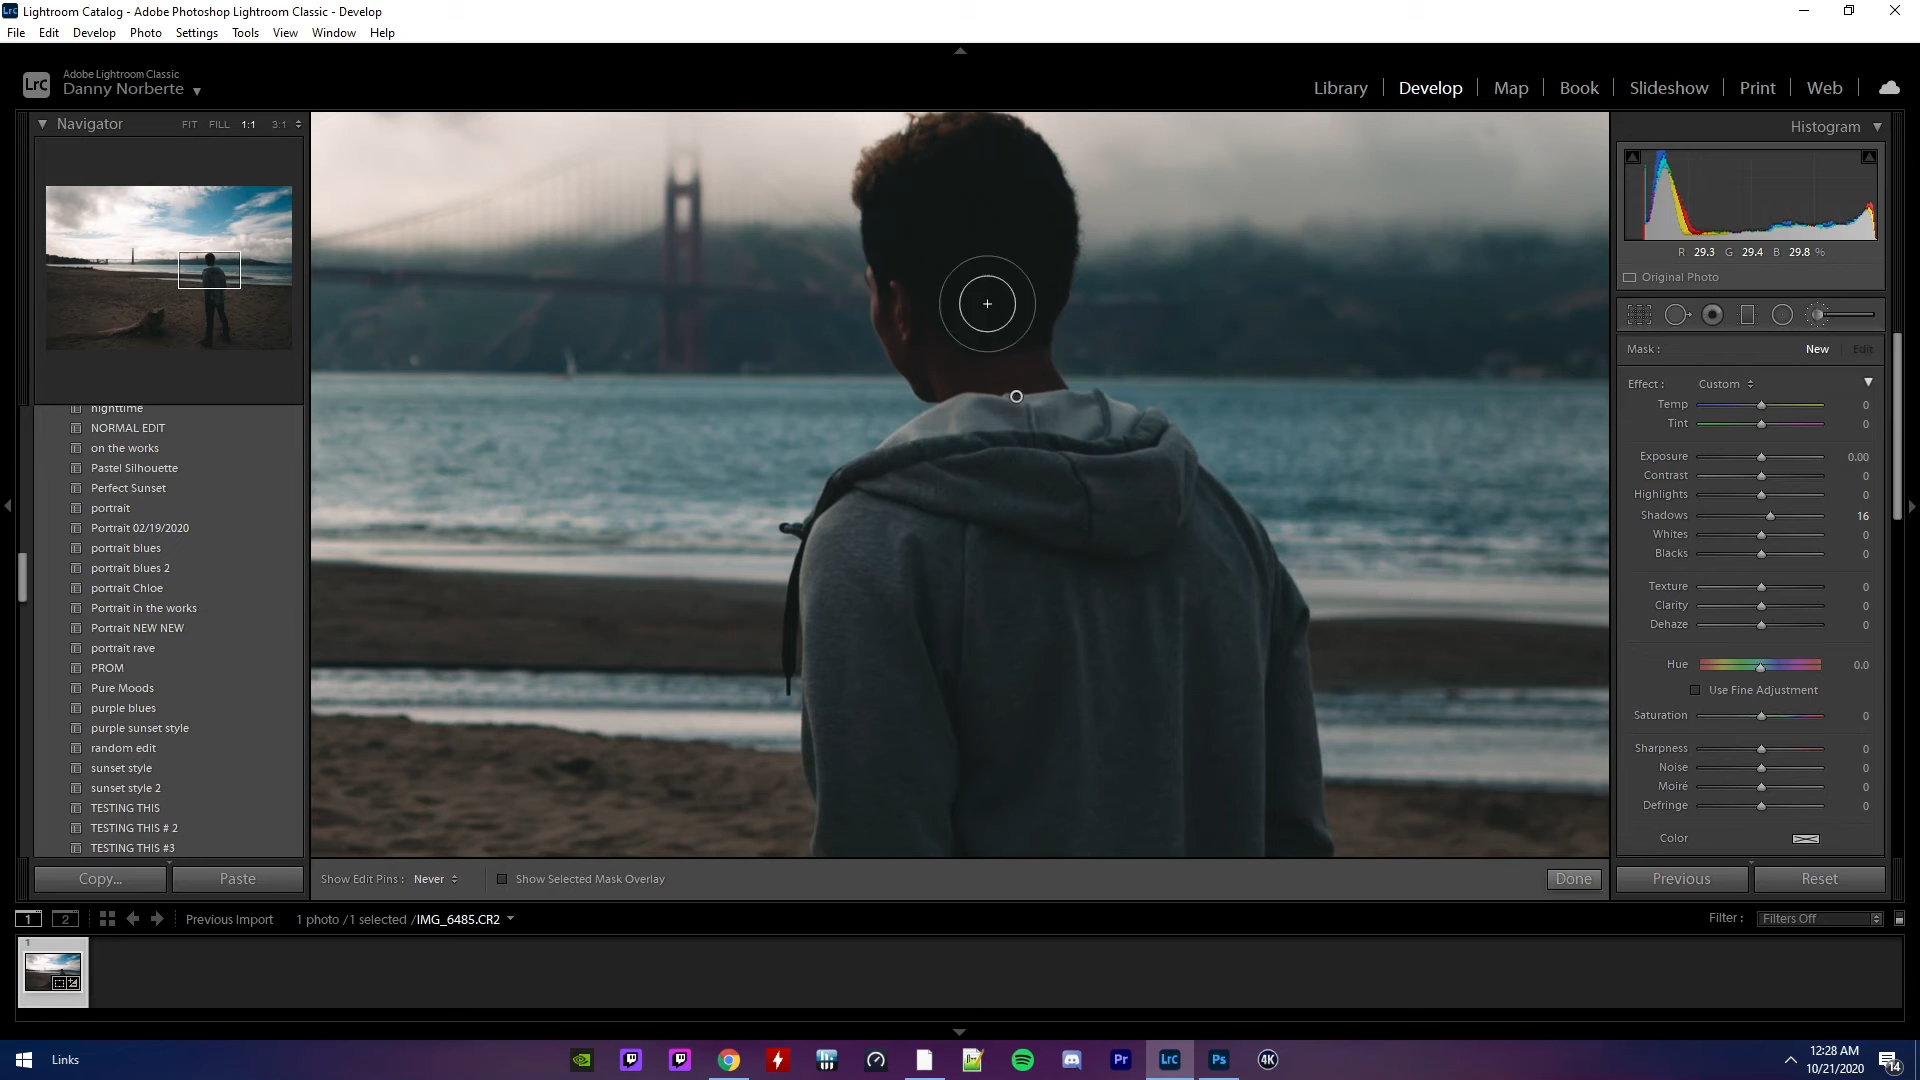 Lrc Lightroom Catalog - Adobe Photoshop Lightroom Classic - Develop
File Edit Develop Photo Settings Tools View Window Help
LrC
Adobe Lightroom Classic
Danny Norberte
Library Develop Map Book Slideshow Print Web
Navigator FIT FILL 1:1 3:1
nighttime
NORMAL EDIT
on the works
Pastel Silhouette
Perfect Sunset
portrait
Portrait 02/19/2020
portrait blues
portrait blues 2
portrait Chloe
Portrait in the works
Portrait NEW NEW
portrait rave
PROM
Pure Moods
purple blues
purple sunset style
random edit
sunset style
sunset style 2
TESTING THIS
TESTING THIS # 2
TESTING THIS #3
Copy... Paste
Show Edit Pins : Never Show Selected Mask Overlay Done
Histogram
R 29.3 G 29.4 B 29.8 %
Original Photo
Mask : New Edit
Effect : Custom
Temp 0
Tint 0
Exposure 0.00
Contrast 0
Highlights 0
Shadows 16
Whites 0
Blacks 0
Texture 0
Clarity 0
Dehaze 0
Hue 0.0
Use Fine Adjustment
Saturation 0
Sharpness 0
Noise 0
Moiré 0
Defringe 0
Color
Previous Reset
1 2 Previous Import 1 photo / 1 selected / IMG_6485.CR2 Filter : Filters Off
1
Links Pr LrC Ps 4K
12:28 AM
10/21/2020
14